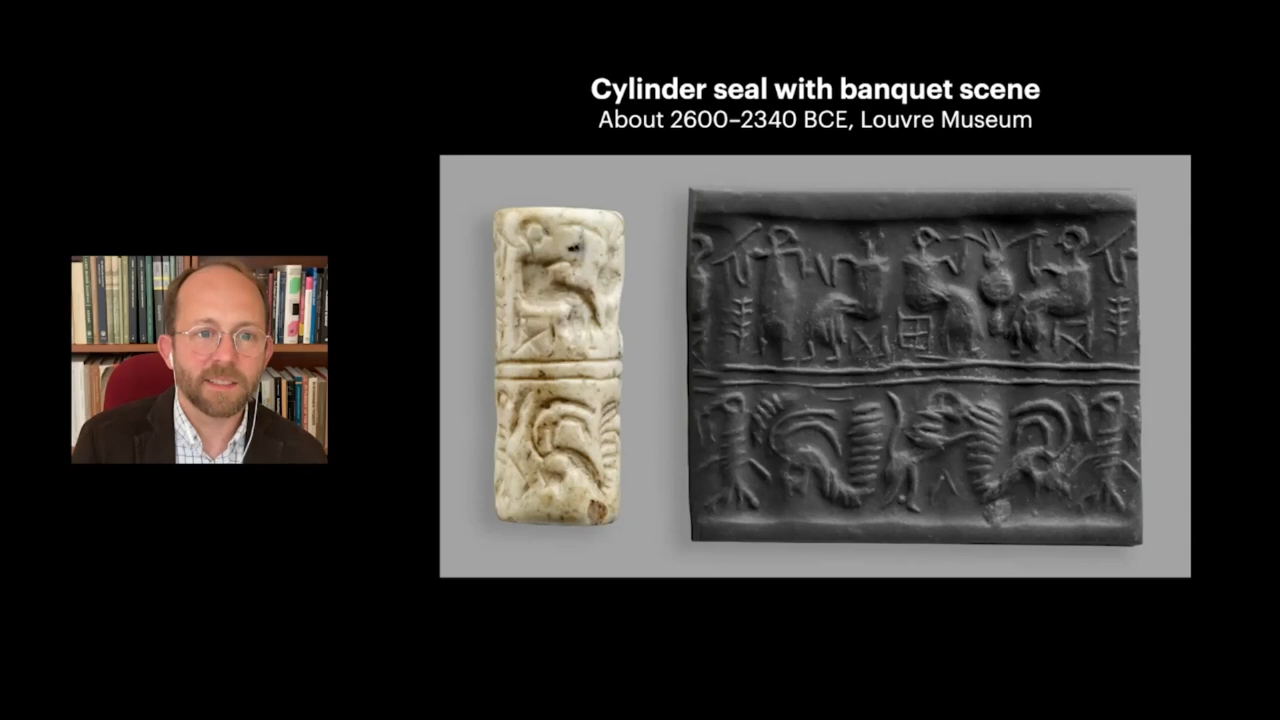 Cylinder seal with banquet scene
About 2600–2340 BCE, Louvre Museum